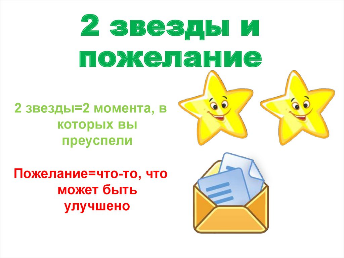 2 звезды и
пожелание
2 звезды=2 момента, в
которых вы
преуспели
Пожелание=что-то, что
может быть
улучшено